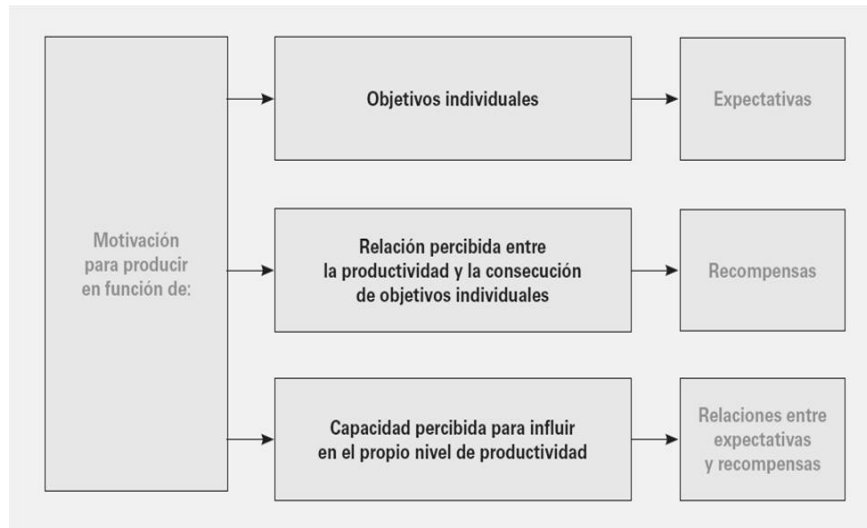 Motivación
para producir
en función de:
Objetivos individuales
Expectativas
Relación percibida entre
la productividad y la consecución
de objetivos individuales
Recompensas
Capacidad percibida para influir
en el propio nivel de productividad
Relaciones entre
expectativas
y recompensas